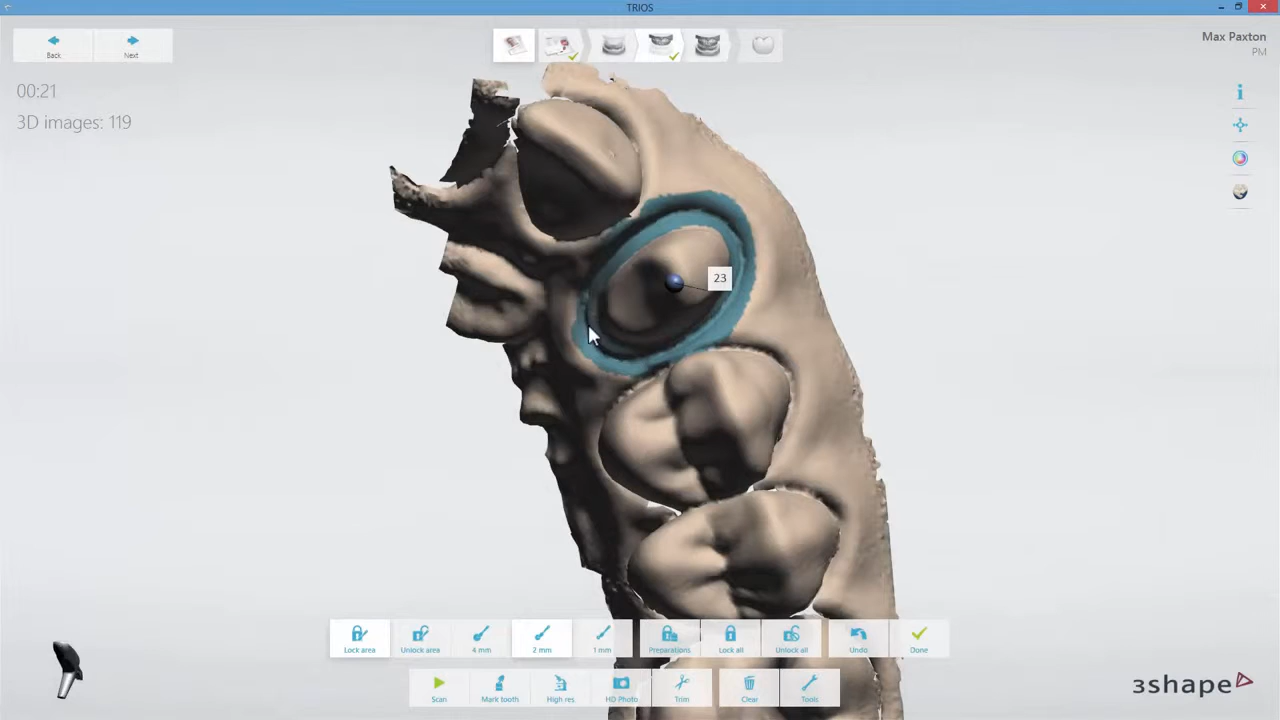 TRIOS
Back
Next
Max Paxton
PM
00:21
3D images: 119
23
Lock area
Unlock area
4 mm
2 mm
1 mm
Preparations
Lock all
Unlock all
Undo
Done
Scan
Mark tooth
High res
HD Photo
Trim
Clear
Tools
3shape